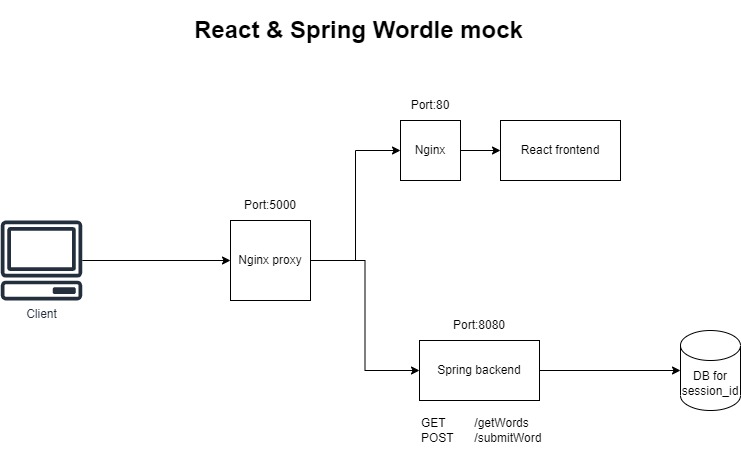 React & Spring Wordle mock
Port:80
Nginx
React frontend
Port:5000
Nginx proxy
Client
Port:8080
Spring backend
DB for
session_id
GET /getWords
POST /submitWord